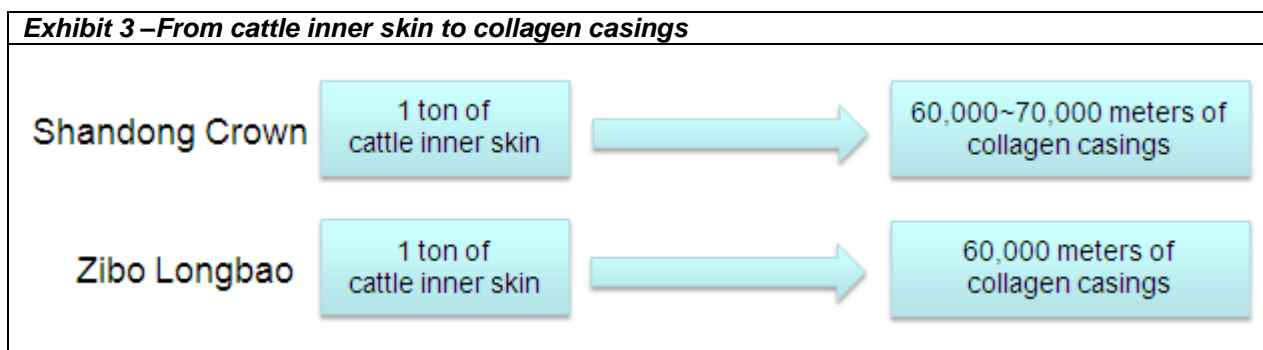 Exhibit 3 –From cattle inner skin to collagen casings
Shandong Crown
1 ton of
cattle inner skin
60,000~70,000 meters of
collagen casings
Zibo Longbao
1 ton of
cattle inner skin
60,000 meters of
collagen casings